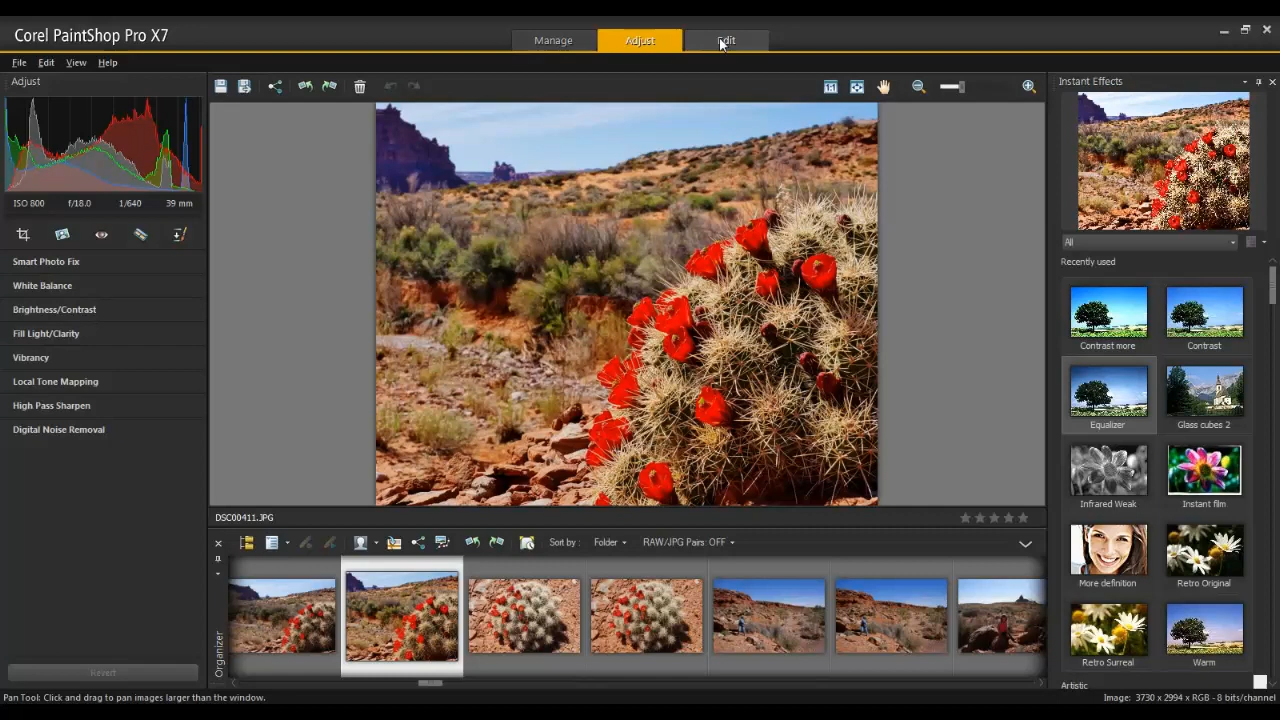 Corel PaintShop Pro X7
Manage
Adjust
Edit
File
Edit
View
Help
Adjust
ISO 800
f/18.0
1/640
39 mm
Smart Photo Fix
White Balance
Brightness/Contrast
Fill Light/Clarity
Vibrancy
Local Tone Mapping
High Pass Sharpen
Digital Noise Removal
Revert
DSC00411.JPG
Organizer
Sort by :
Folder
RAW/JPG Pairs: OFF
Instant Effects
All
Recently used
Contrast more
Contrast
Equalizer
Glass cubes 2
Infrared Weak
Instant film
More definition
Retro Original
Retro Surreal
Warm
Artistic
Pan Tool: Click and drag to pan images larger than the window.
Image: 3730 x 2994 x RGB - 8 bits/channel